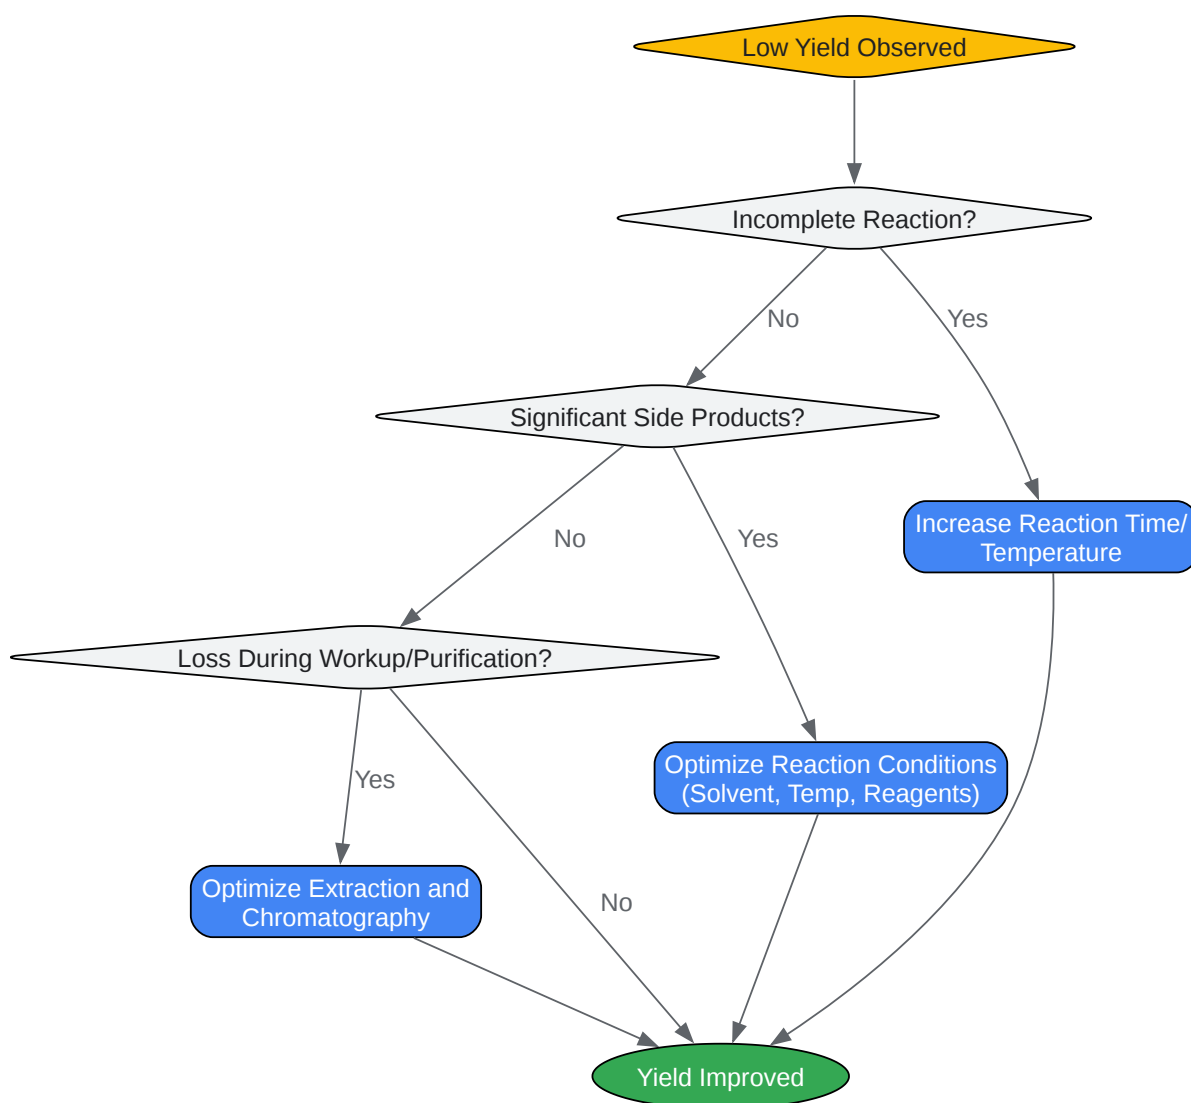 Low Yield Observed
Incomplete Reaction?
No
Yes
Significant Side Products?
Increase Reaction Time/
Temperature
No
Yes
Loss During Workup/Purification?
Optimize Reaction Conditions
(Solvent, Temp, Reagents)
Yes
Optimize Extraction and
Chromatography
No
Yield Improved